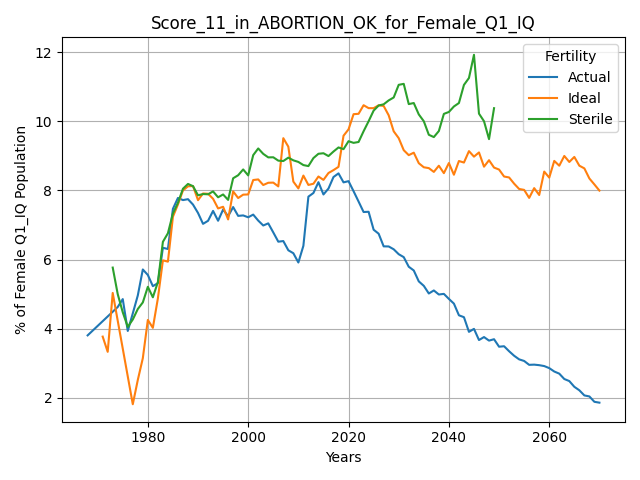 Score_11_in_ABORTION_OK_for_Female_Q1_IQ
Fertility
Actual
Ideal
Sterile
% of Female Q1_IQ Population
12
10
8
6
4
2
1980
2000
2020
2040
2060
Years